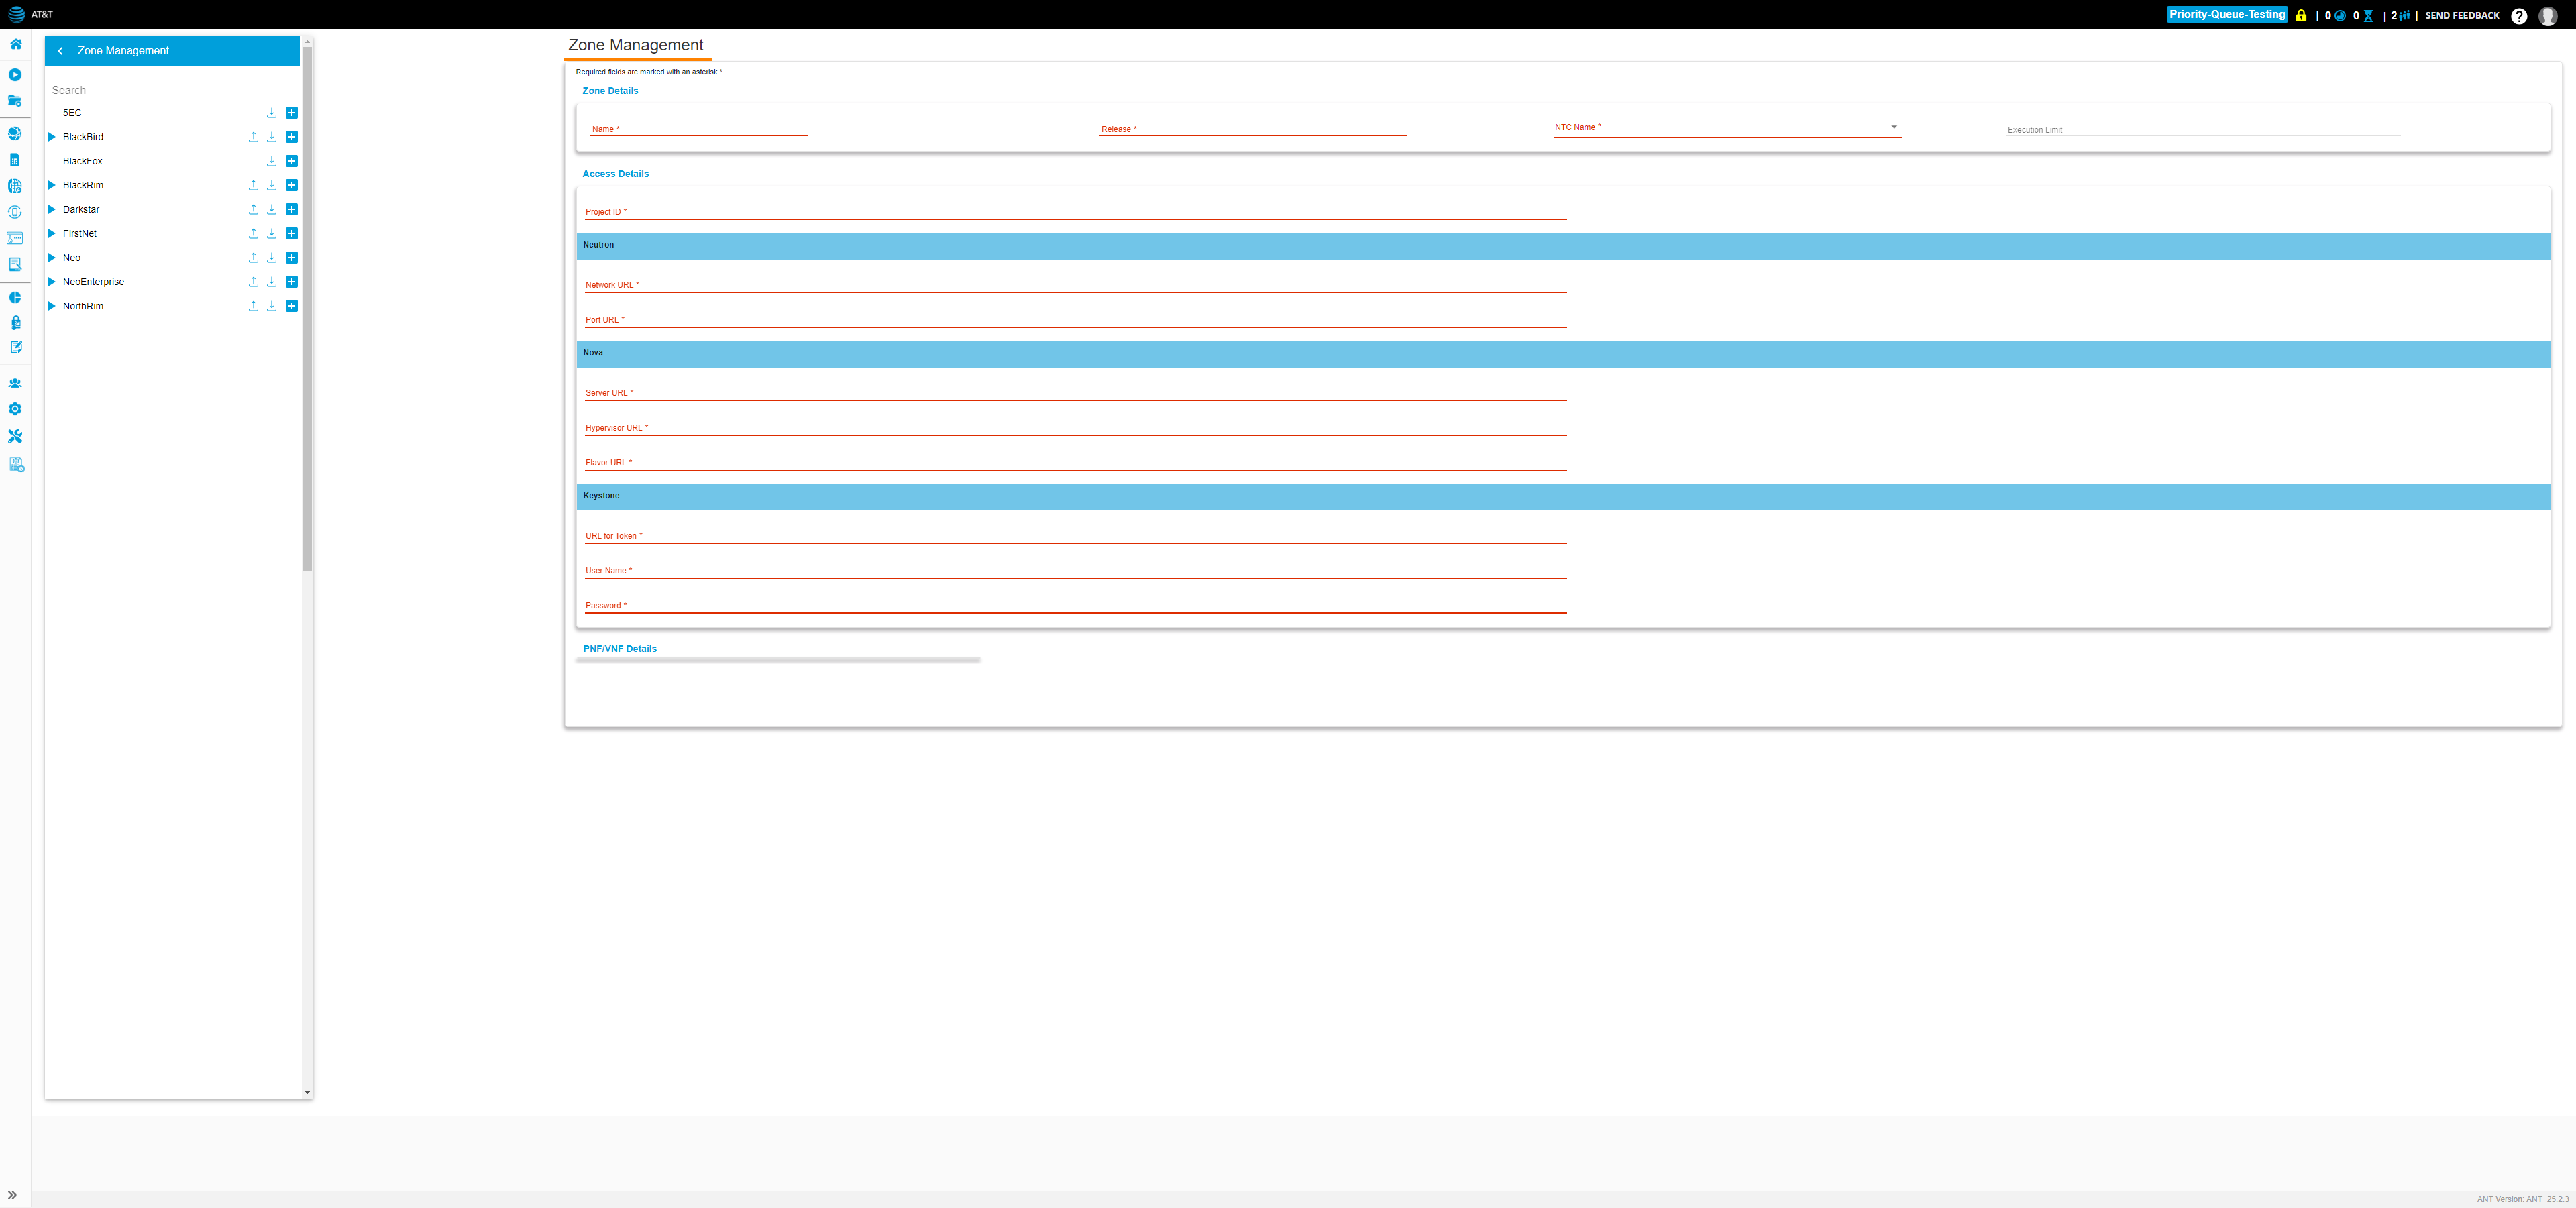 AT&T
Priority-Queue-Testing | 0 0 | 2 | SEND FEEDBACK ?
Zone Management
Search
5EC
BlackBird
BlackFox
BlackRim
Darkstar
FirstNet
Neo
NeoEnterprise
NorthRim
Zone Management
Required fields are marked with an asterisk *
Zone Details
Name * Release * NTC Name * Execution Limit
Access Details
Project ID *
Neutron
Network URL *
Port URL *
Nova
Server URL *
Hypervisor URL *
Flavor URL *
Keystone
URL for Token *
User Name *
Password *
PNF/VNF Details
ANT Version: ANT_25.2.3